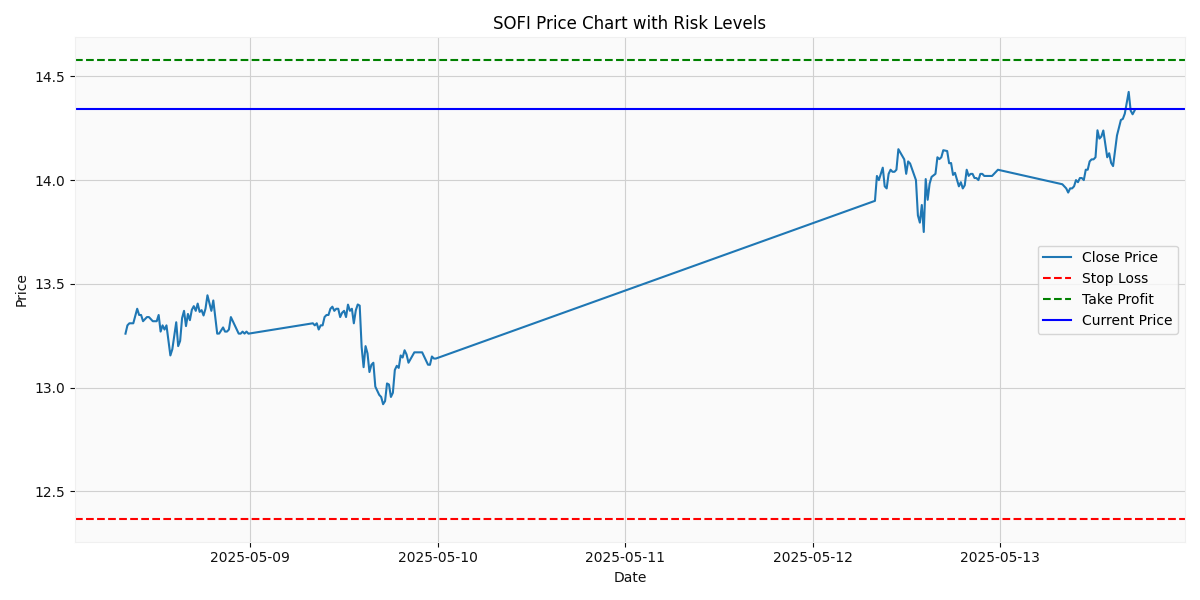 SOFI Price Chart with Risk Levels
14.5
14.0
13.5
13.0
12.5
Price
Close Price
Stop Loss
Take Profit
Current Price
2025-05-09
2025-05-10
2025-05-11
2025-05-12
2025-05-13
Date